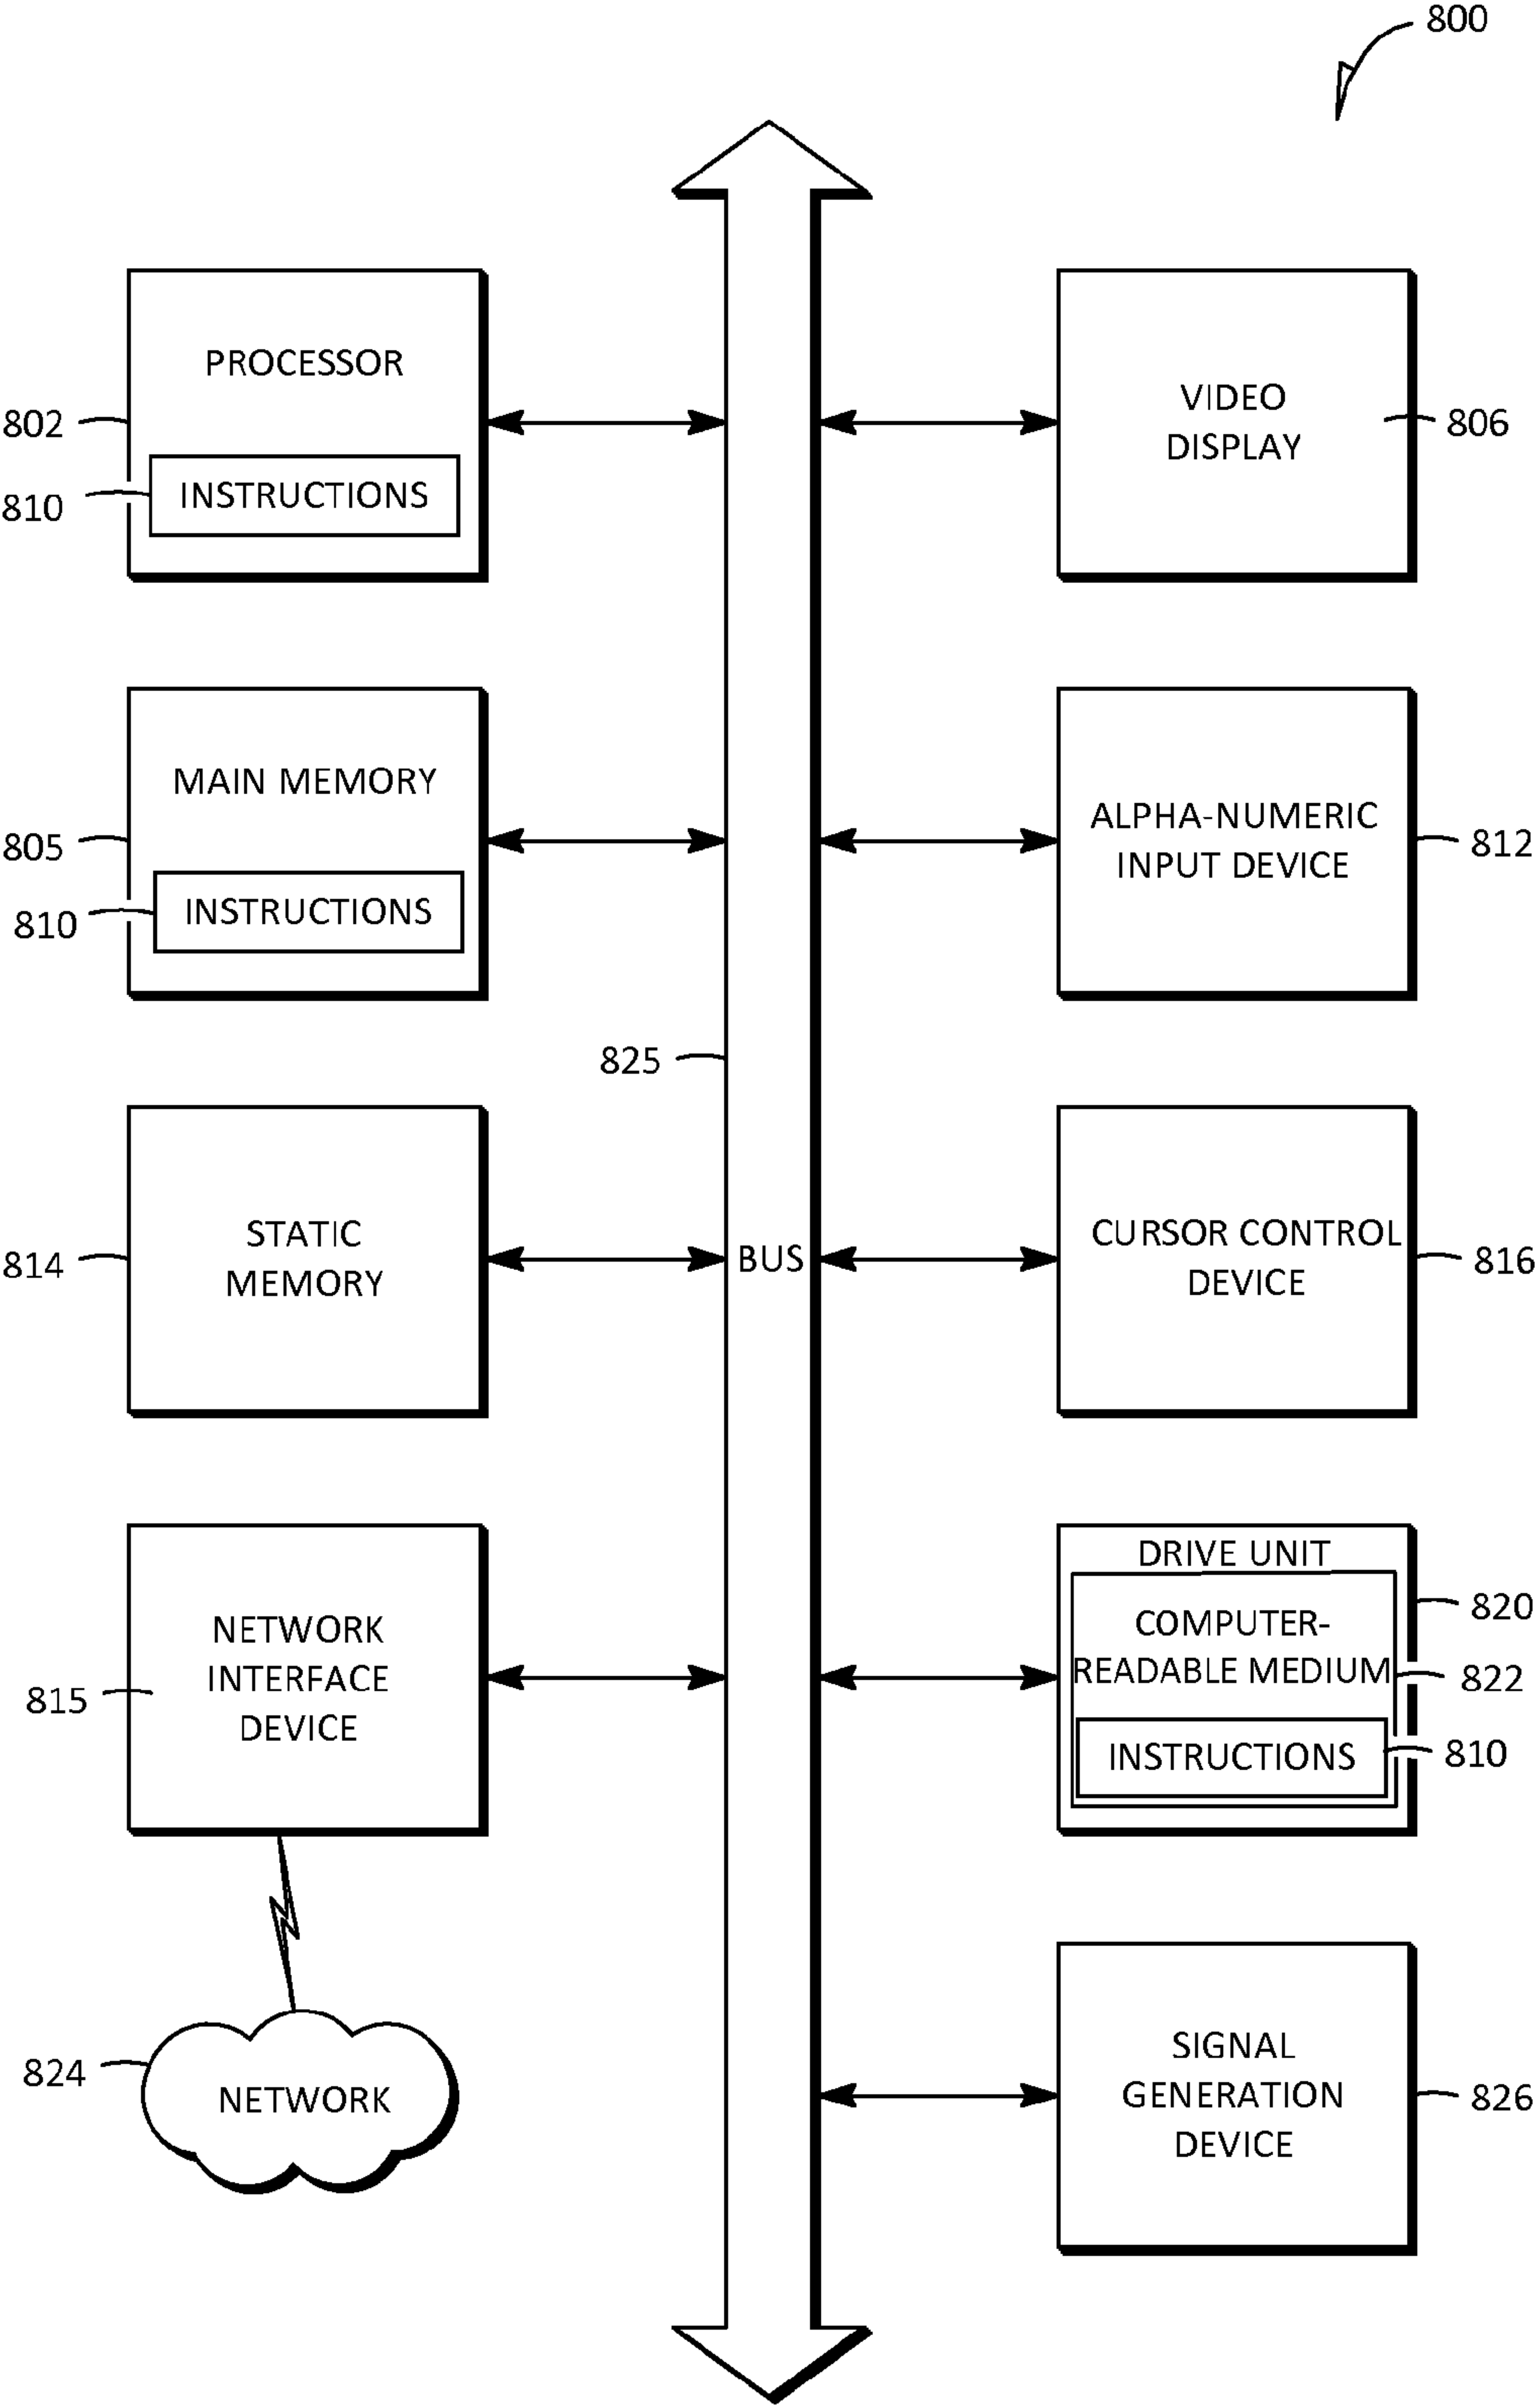 800
PROCESSOR
802
810
INSTRUCTIONS
VIDEO
DISPLAY
806
MAIN MEMORY
805
810
INSTRUCTIONS
ALPHA-NUMERIC
INPUT DEVICE
812
825
STATIC
MEMORY
814
BUS
CURSOR CONTROL
DEVICE
816
NETWORK
INTERFACE
DEVICE
815
DRIVE UNIT
820
COMPUTER-
READABLE MEDIUM
822
INSTRUCTIONS
810
824
NETWORK
SIGNAL
GENERATION
DEVICE
826